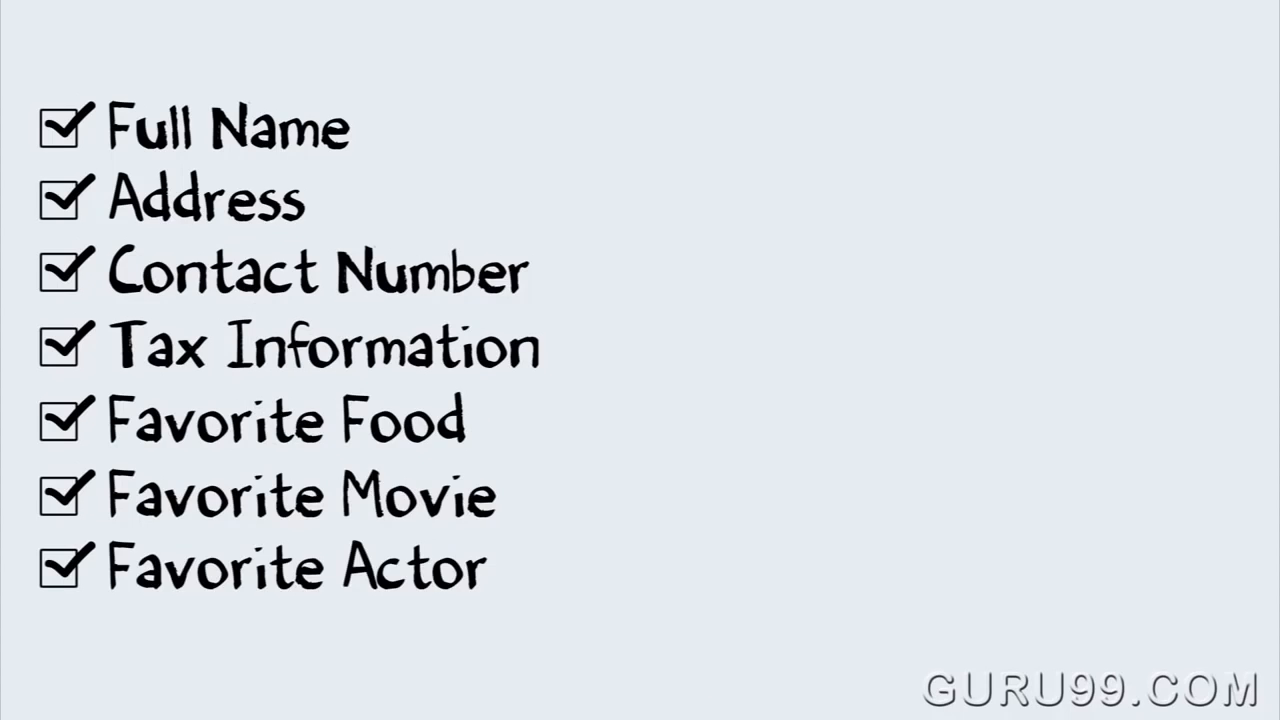 Full Name
Address
Contact Number
Tax Information
Favorite Food
Favorite Movie
Favorite Actor
GURU99.COM